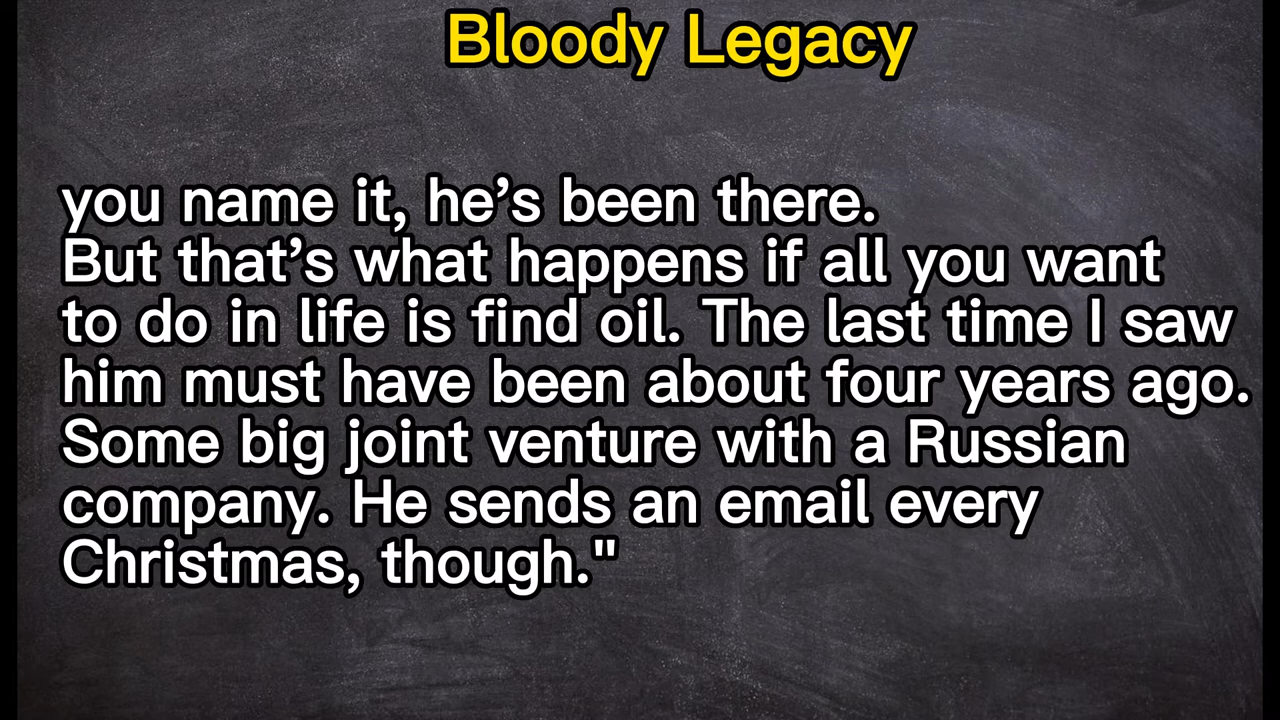 Bloody Legacy
you name it, he’s been there.
But that’s what happens if all you want
to do in life is find oil. The last time I saw
him must have been about four years ago.
Some big joint venture with a Russian
company. He sends an email every
Christmas, though."